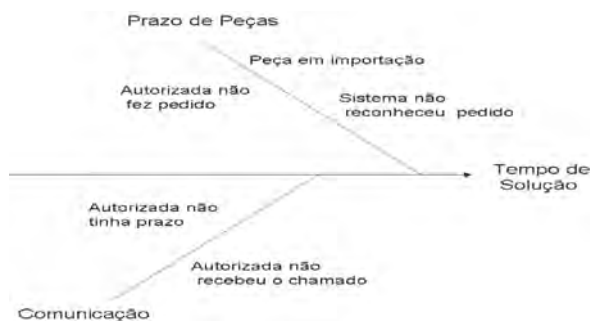 Prazo de Peças
Peça em importação
Autorizada não
fez pedido
Sistema não
reconheceu pedido
Tempo de
Solução
Autorizada não
tinha prazo
Autorizada não
recebeu o chamado
Comunicação